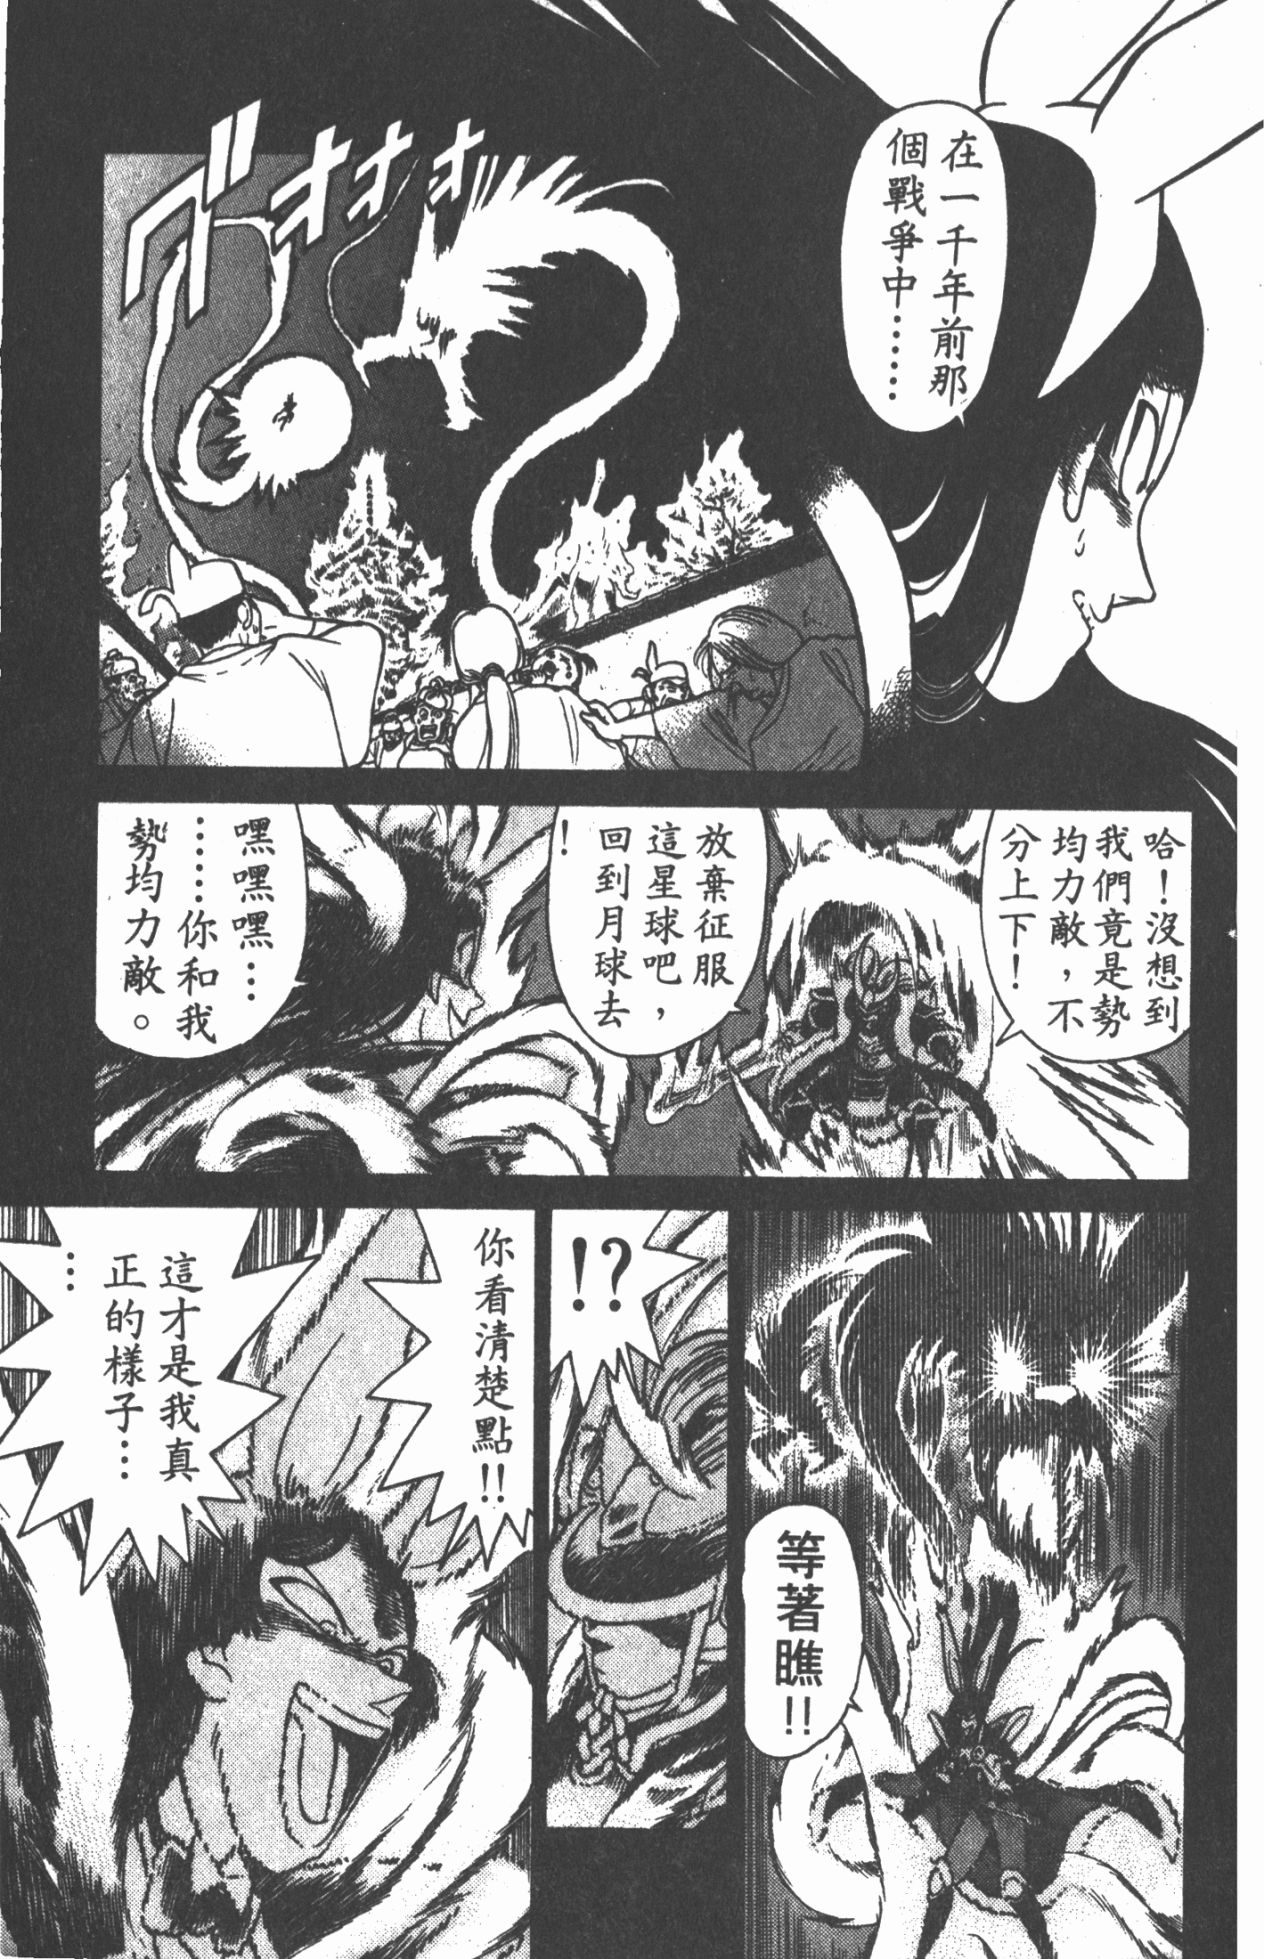 在一千年前那
個戰爭中……
グオオオ
哈！沒想到
我們竟是勢
均力敵，不
分上下！
放棄征服
這星球吧，
回到月球去
！
嘿嘿嘿…
……你和我
勢均力敵。
等著瞧!!
!?
你看清楚點!!
這才是我真
正的樣子…
…